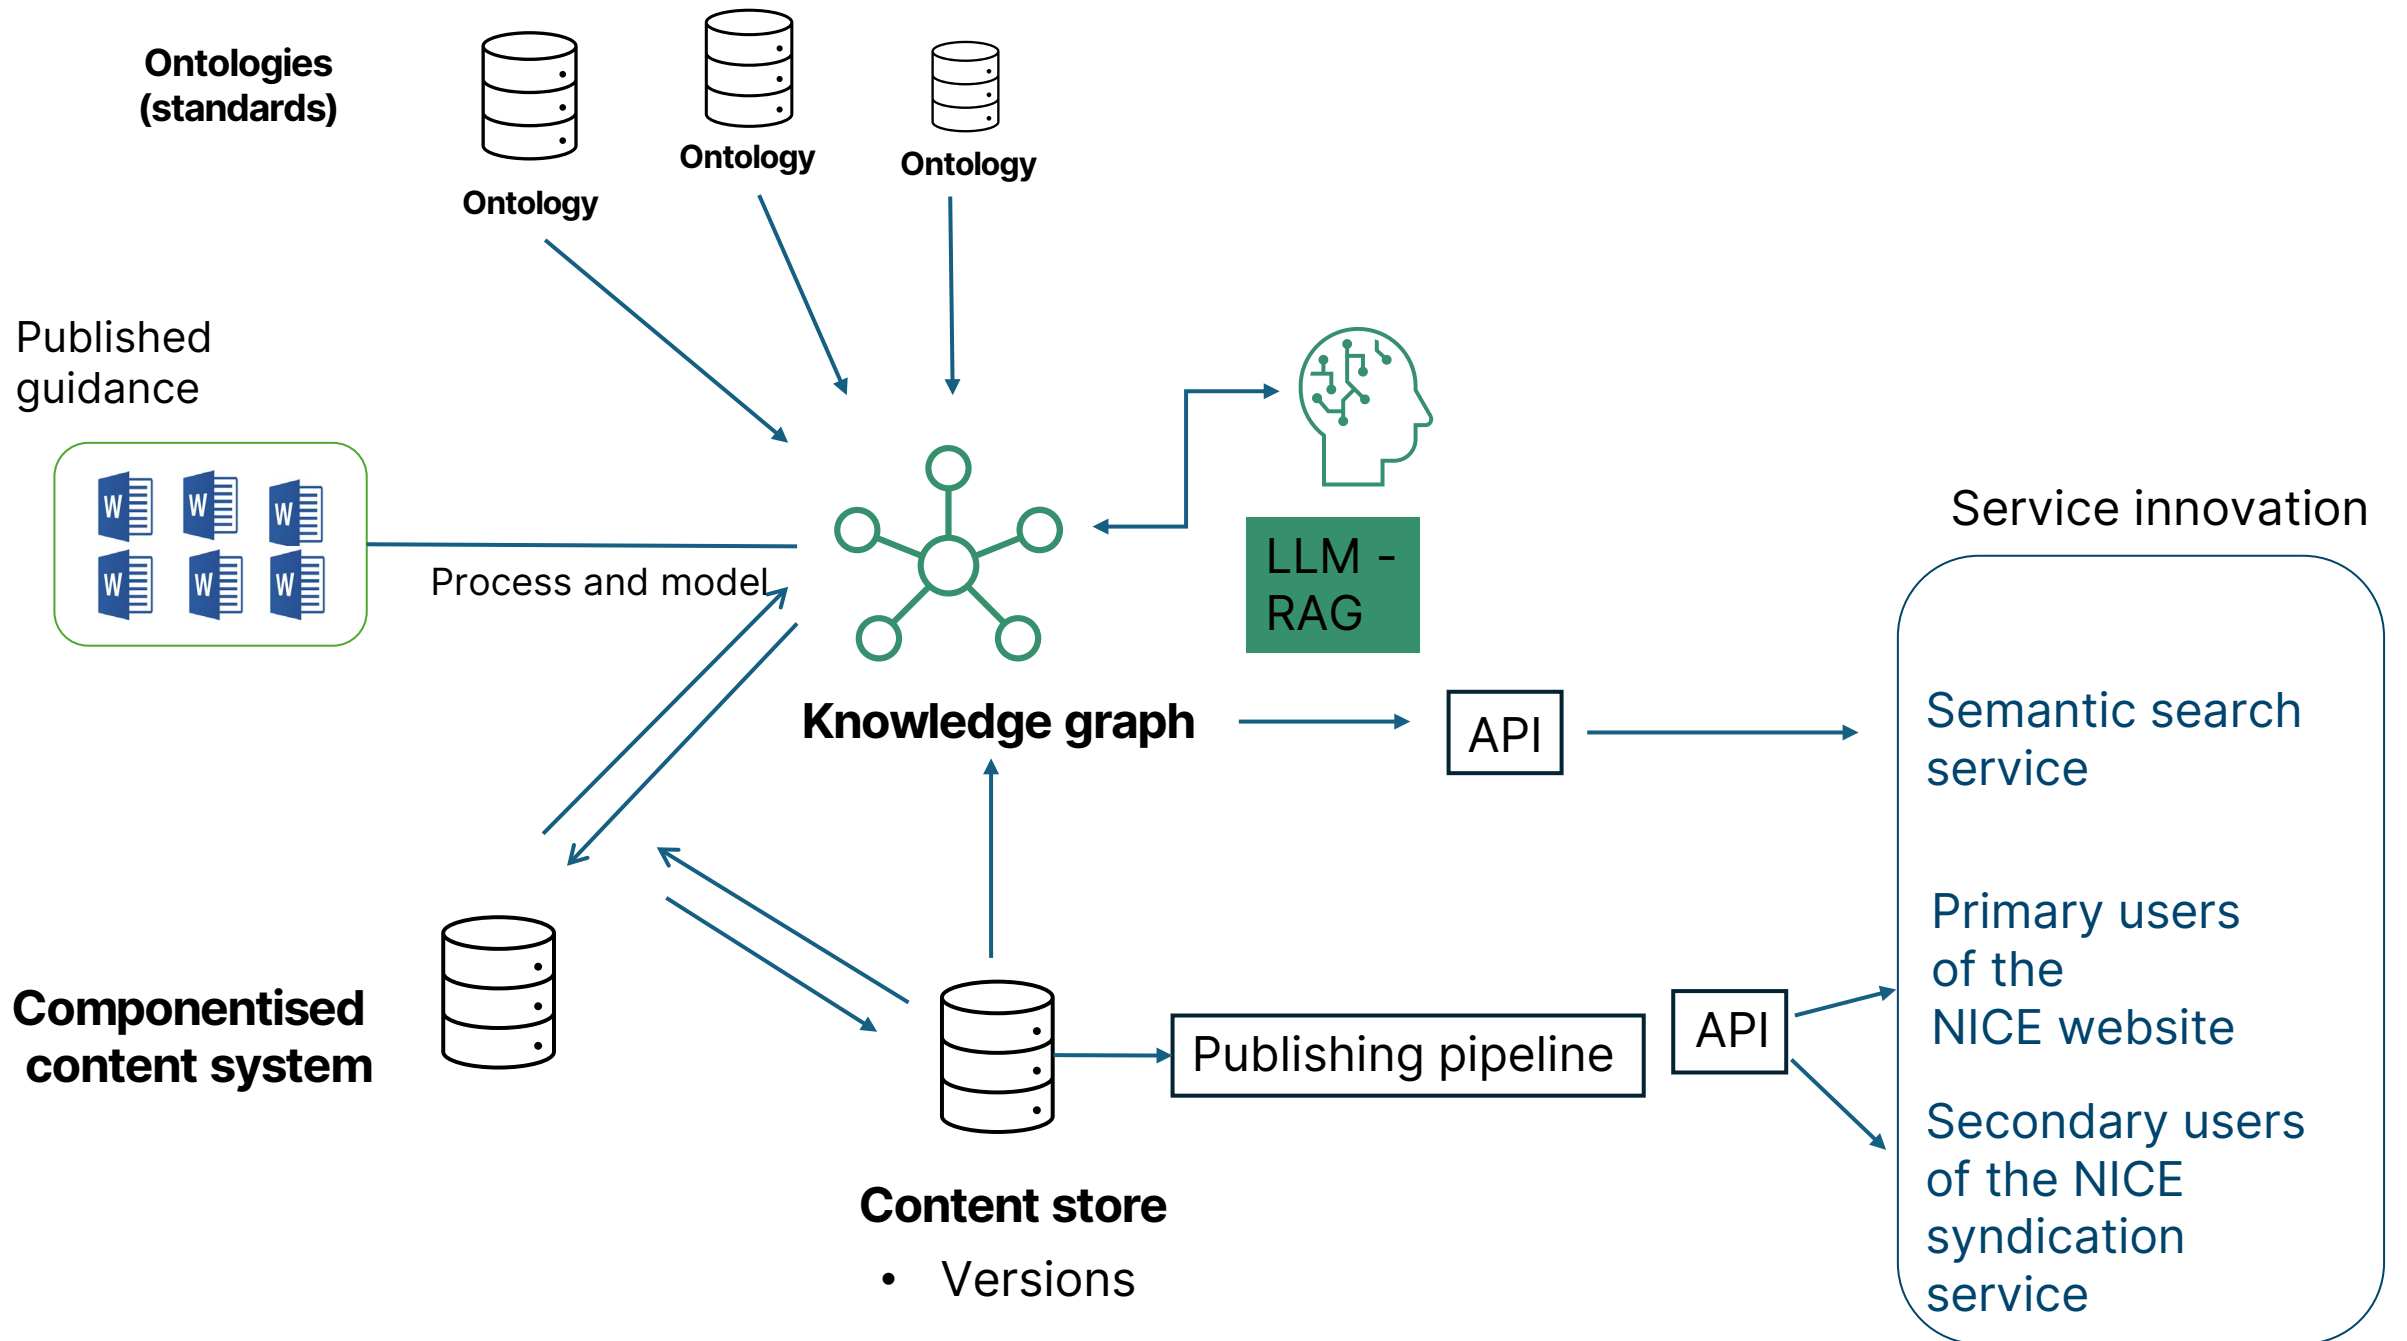 Ontologies
(standards)
Ontology
Ontology
Ontology
Published
guidance
W W W
W W W
Process and model
LLM -
RAG
Service innovation
Knowledge graph
API
Semantic search
service
Componentised
content system
Publishing pipeline
API
Primary users
of the
NICE website
Secondary users
of the NICE
syndication
service
Content store
• Versions